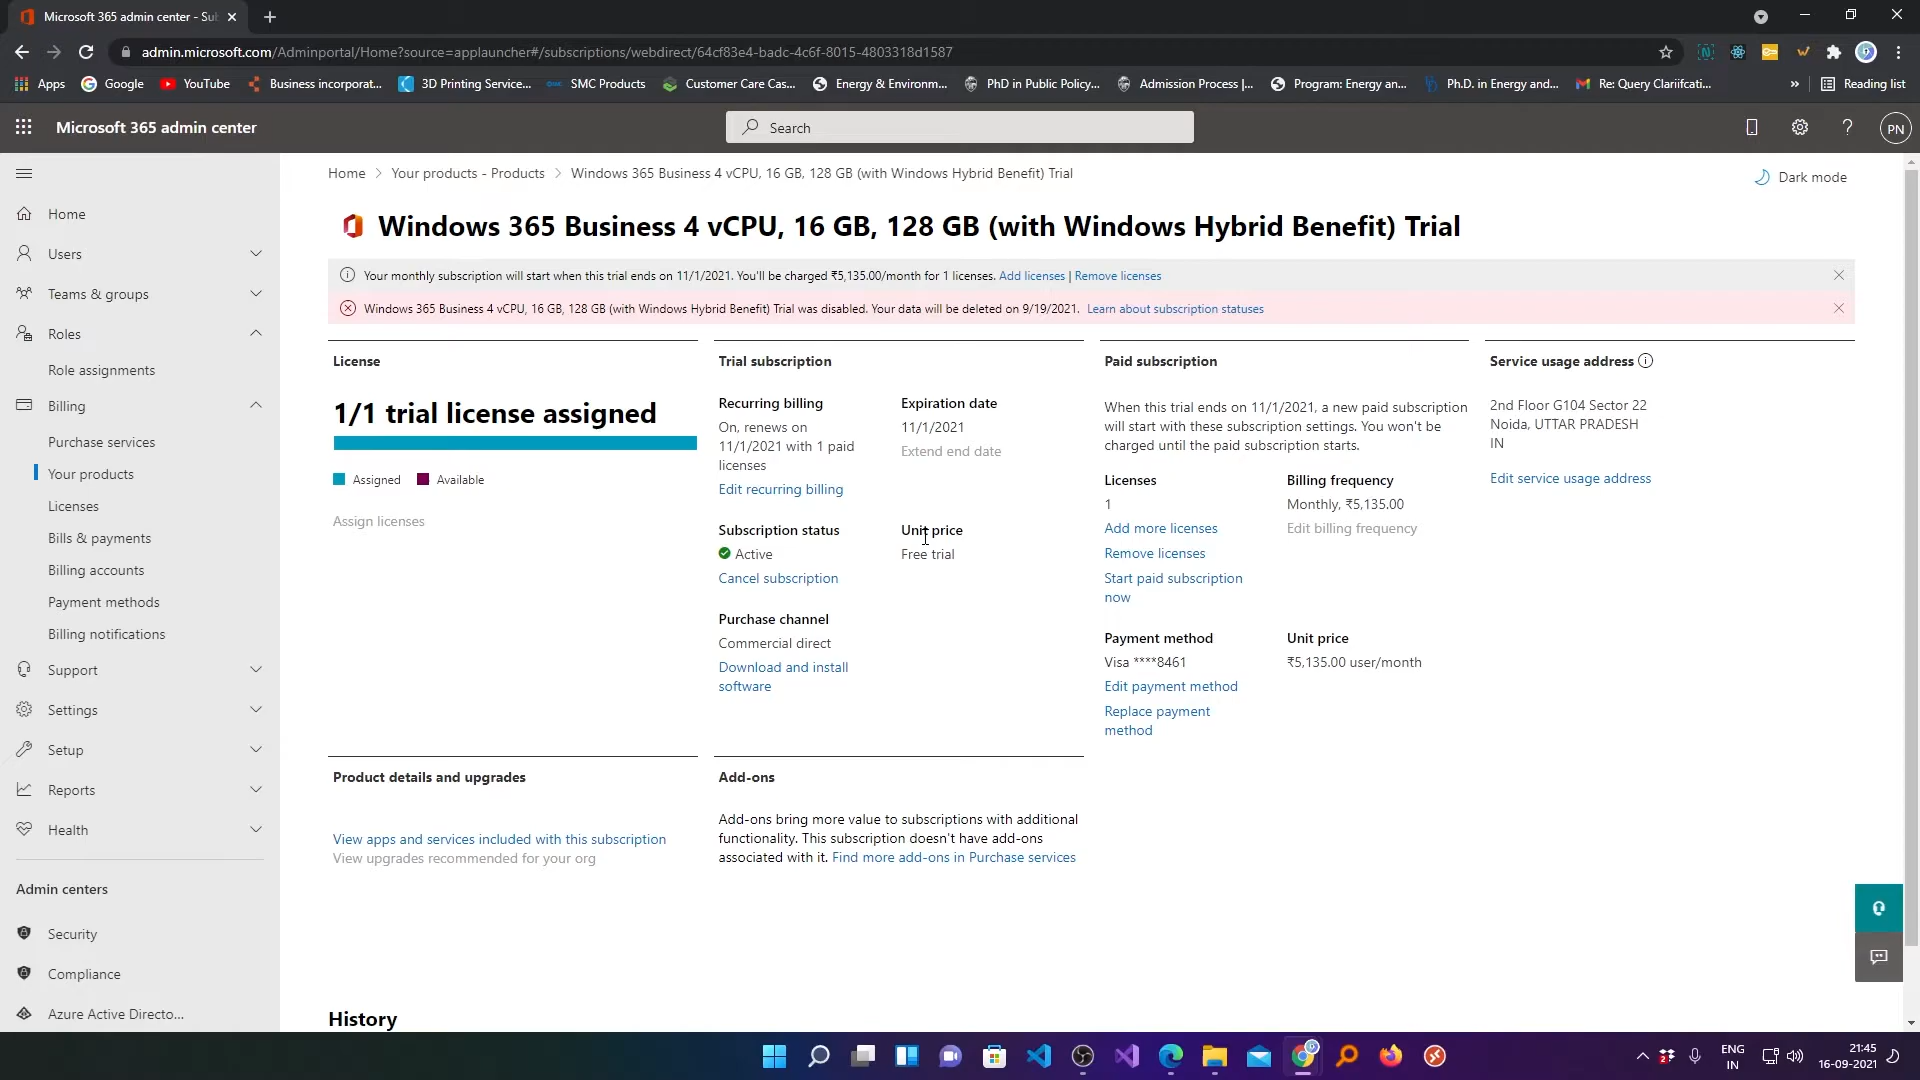 Microsoft 365 admin center - Sub
admin.microsoft.com/Adminportal/Home?source=applauncher#/subscriptions/webdirect/64cf83e4-badc-4c6f-8015-4803318d1587
Apps
Google
YouTube
Business incorporat...
3D Printing Service...
SMC Products
Customer Care Cas...
Energy & Environm...
PhD in Public Policy...
Admission Process |...
Program: Energy an...
Ph.D. in Energy and...
Re: Query Clariifcati...
»
Reading list
Microsoft 365 admin center
Search
?
PN
Home
Users
Teams & groups
Roles
Role assignments
Billing
Purchase services
Your products
Licenses
Bills & payments
Billing accounts
Payment methods
Billing notifications
Support
Settings
Setup
Reports
Health
Admin centers
Security
Compliance
Azure Active Directo...
Home > Your products - Products > Windows 365 Business 4 vCPU, 16 GB, 128 GB (with Windows Hybrid Benefit) Trial
Dark mode
Windows 365 Business 4 vCPU, 16 GB, 128 GB (with Windows Hybrid Benefit) Trial
Your monthly subscription will start when this trial ends on 11/1/2021. You'll be charged ₹5,135.00/month for 1 licenses. Add licenses | Remove licenses
Windows 365 Business 4 vCPU, 16 GB, 128 GB (with Windows Hybrid Benefit) Trial was disabled. Your data will be deleted on 9/19/2021. Learn about subscription statuses
License
1/1 trial license assigned
Assigned
Available
Assign licenses
Trial subscription
Recurring billing
On, renews on
11/1/2021 with 1 paid
licenses
Edit recurring billing
Expiration date
11/1/2021
Extend end date
Subscription status
Active
Cancel subscription
Unit price
Free trial
Purchase channel
Commercial direct
Download and install
software
Paid subscription
When this trial ends on 11/1/2021, a new paid subscription
will start with these subscription settings. You won't be
charged until the paid subscription starts.
Licenses
1
Add more licenses
Remove licenses
Start paid subscription
now
Billing frequency
Monthly, ₹5,135.00
Edit billing frequency
Payment method
Visa ****8461
Edit payment method
Replace payment
method
Unit price
₹5,135.00 user/month
Service usage address
2nd Floor G104 Sector 22
Noida, UTTAR PRADESH
IN
Edit service usage address
Product details and upgrades
View apps and services included with this subscription
View upgrades recommended for your org
Add-ons
Add-ons bring more value to subscriptions with additional
functionality. This subscription doesn't have add-ons
associated with it. Find more add-ons in Purchase services
History
ENG
IN
21:45
16-09-2021